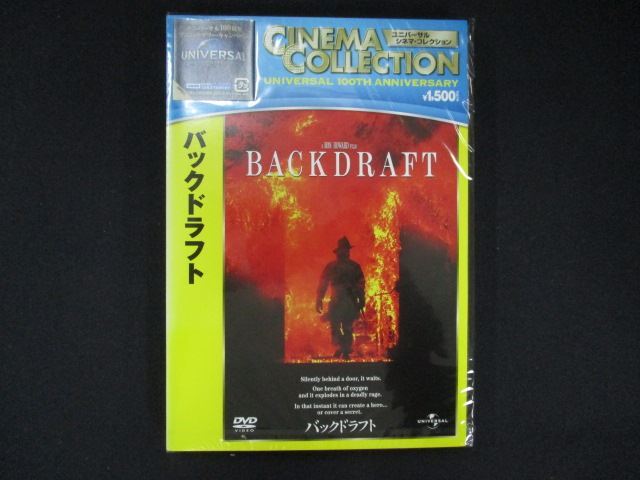 UNIVERSAL
CINEMA
COLLECTION
ユニバーサル
シネマ・コレクション
UNIVERSAL 100TH ANNIVERSARY
¥1,500
バックドラフト
A RON HOWARD FILM
BACKDRAFT
Silently behind a door, it waits.
One breath of oxygen
and it explodes in a deadly rage.
In that instant it can create a hero...
or cover a secret.
DVD
VIDEO
バックドラフト
UNIVERSAL